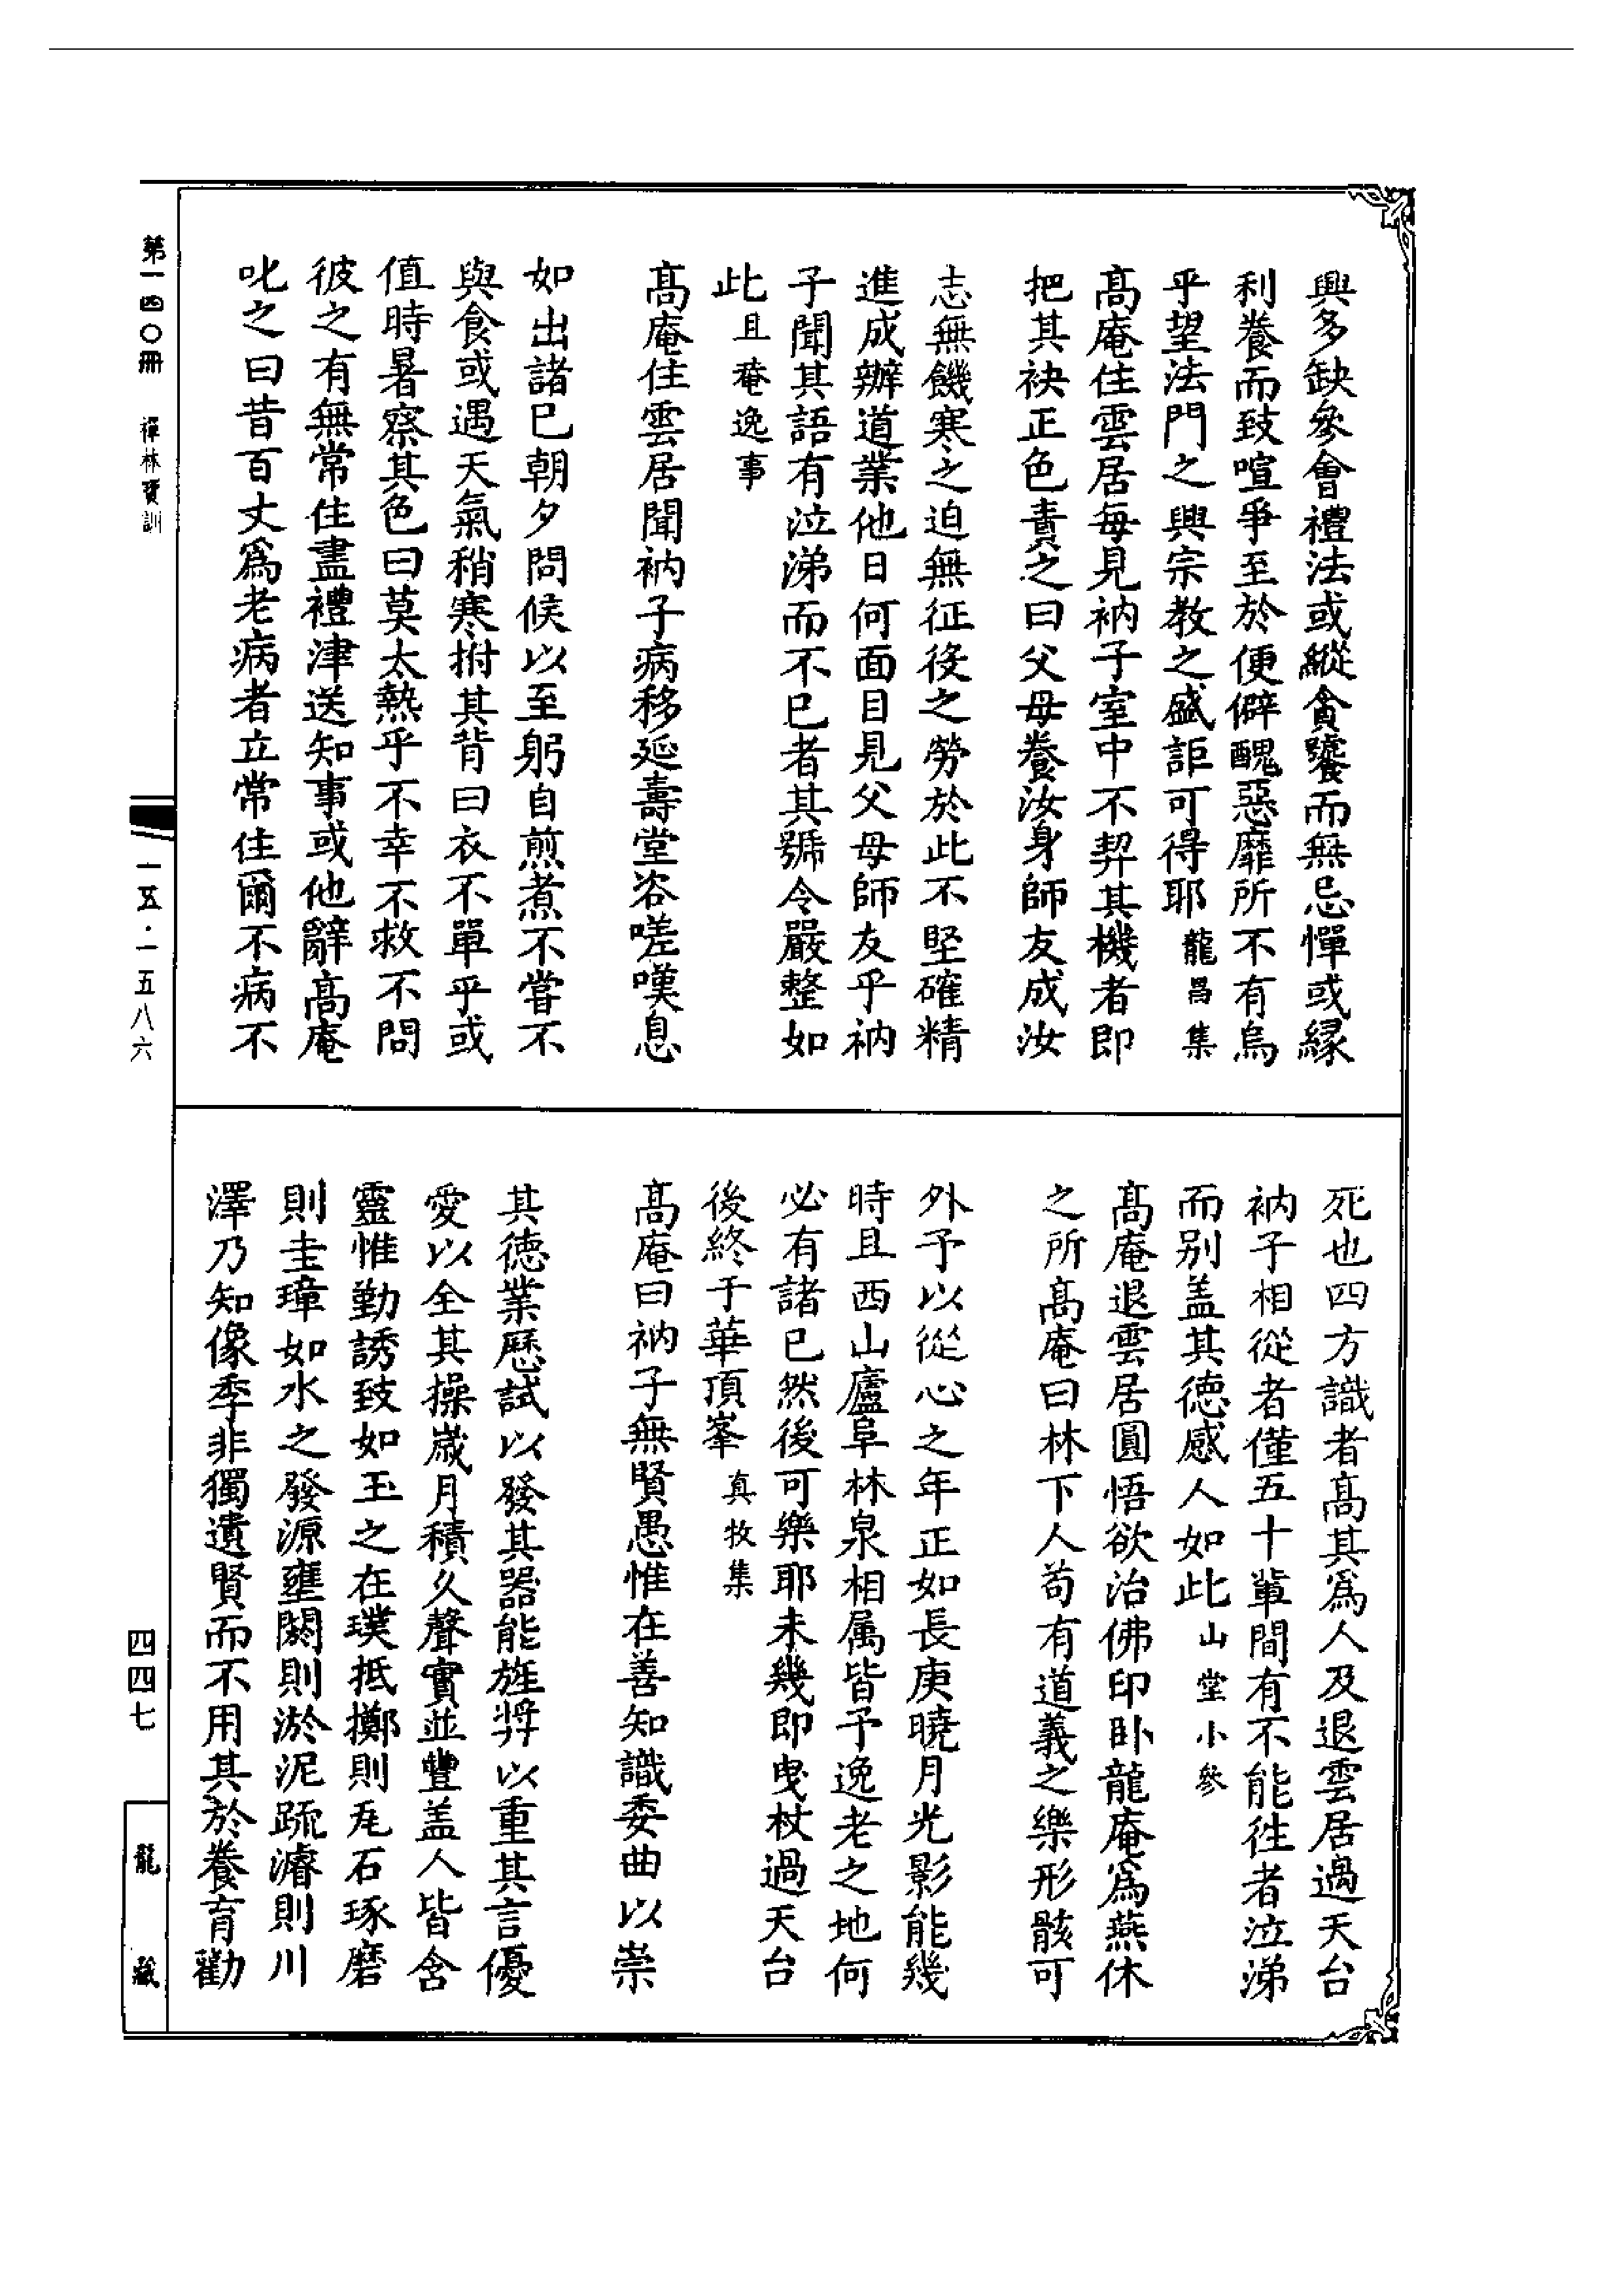 興多缺參會禮法或縱貪饕而無忌憚或緣
利養而致喧爭至於便僻醜惡靡所不有烏
乎望法門之興宗教之盛詎可得耶龍昌集
高庵住雲居每見衲子室中不契其機者即
把其袂正色責之曰父母養汝身師友成汝
志無饑寒之迫無征役之勞於此不堅確精
進成辦道業他日何面目見父母師友乎衲
子聞其語有泣涕而不已者其號令嚴整如
此且菴逸事
高庵住雲居聞衲子病移延壽堂咨嗟嘆息
如出諸已朝夕問候以至躬自煎煮不嘗不
與食或遇天氣稍寒拊其背曰衣不單乎或
值時暑察其色曰莫太熱乎不幸不救不問
彼之有無常住盡禮津送知事或他辭高庵
叱之曰昔百丈爲老病者立常住爾不病不
死也四方識者高其爲人及退雲居過天台
衲子相從者僅五十輩間有不能往者泣涕
而別盖其德感人如此山堂小參
高庵退雲居圓悟欲治佛印卧龍庵爲燕休
之所高庵曰林下人苟有道義之樂形骸可
外予以從心之年正如長庚曉月光影能幾
時且西山廬阜林泉相属皆予逸老之地何
必有諸已然後可樂耶未幾即曳杖過天台
後終于華頂峯真牧集
高庵曰衲子無賢愚惟在善知識委曲以崇
其德業歷試以發其器能旌奬以重其言優
愛以全其操歲月積久聲實並豐盖人皆含
靈惟勤誘致如玉之在璞抵擲則瓦石琢磨
則圭璋如水之發源壅閼則淤泥疏濬則川
澤乃知像季非獨遺賢而不用其於養育勸
第一四〇冊 禪林寶訓
一五·一五八六
四四七
龍藏